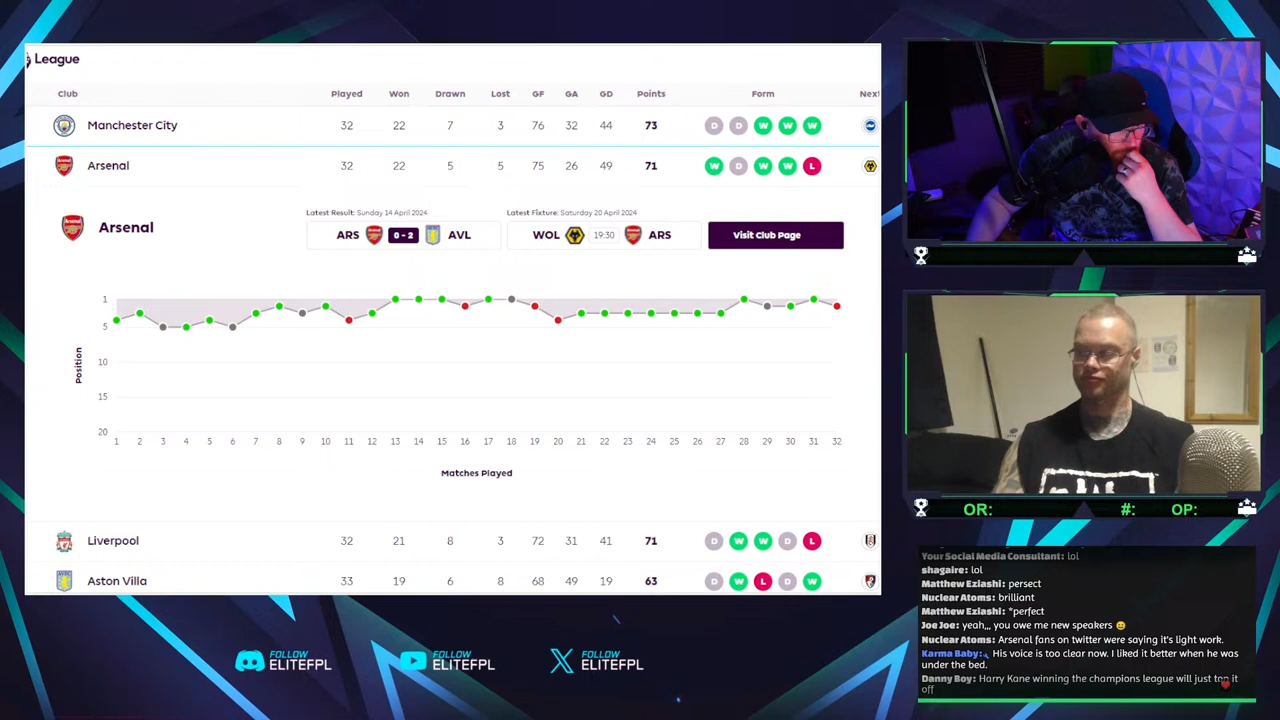 League
Club Played Won Drawn Lost GF GA GD Points Form Next
Manchester City 32 22 7 3 76 32 44 73 D D W W W
Arsenal 32 22 5 5 75 26 49 71 W D W W L
Arsenal
Latest Result: Sunday 14 April 2024
ARS 0 - 2 AVL
Latest Fixture: Saturday 20 April 2024
WOL 19:30 ARS
Visit Club Page
Position
1
5
10
15
20
1 2 3 4 5 6 7 8 9 10 11 12 13 14 15 16 17 18 19 20 21 22 23 24 25 26 27 28 29 30 31 32
Matches Played
Liverpool 32 21 8 3 72 31 41 71 D W W D L
Aston Villa 33 19 6 8 68 49 19 63 D W L D W
FOLLOW
ELITEFPL
FOLLOW
ELITEFPL
FOLLOW
ELITEFPL
OR: #: OP:
Your Social Media Consultant: lol
shagaire: lol
Matthew Eziashi: persect
Nuclear Atoms: brilliant
Matthew Eziashi: *perfect
Joe Joe: yeah,,, you owe me new speakers
Nuclear Atoms: Arsenal fans on twitter were saying it's light work.
Karma Baby: His voice is too clear now. I liked it better when he was
under the bed.
Danny Boy: Harry Kane winning the champions league will just top it
off